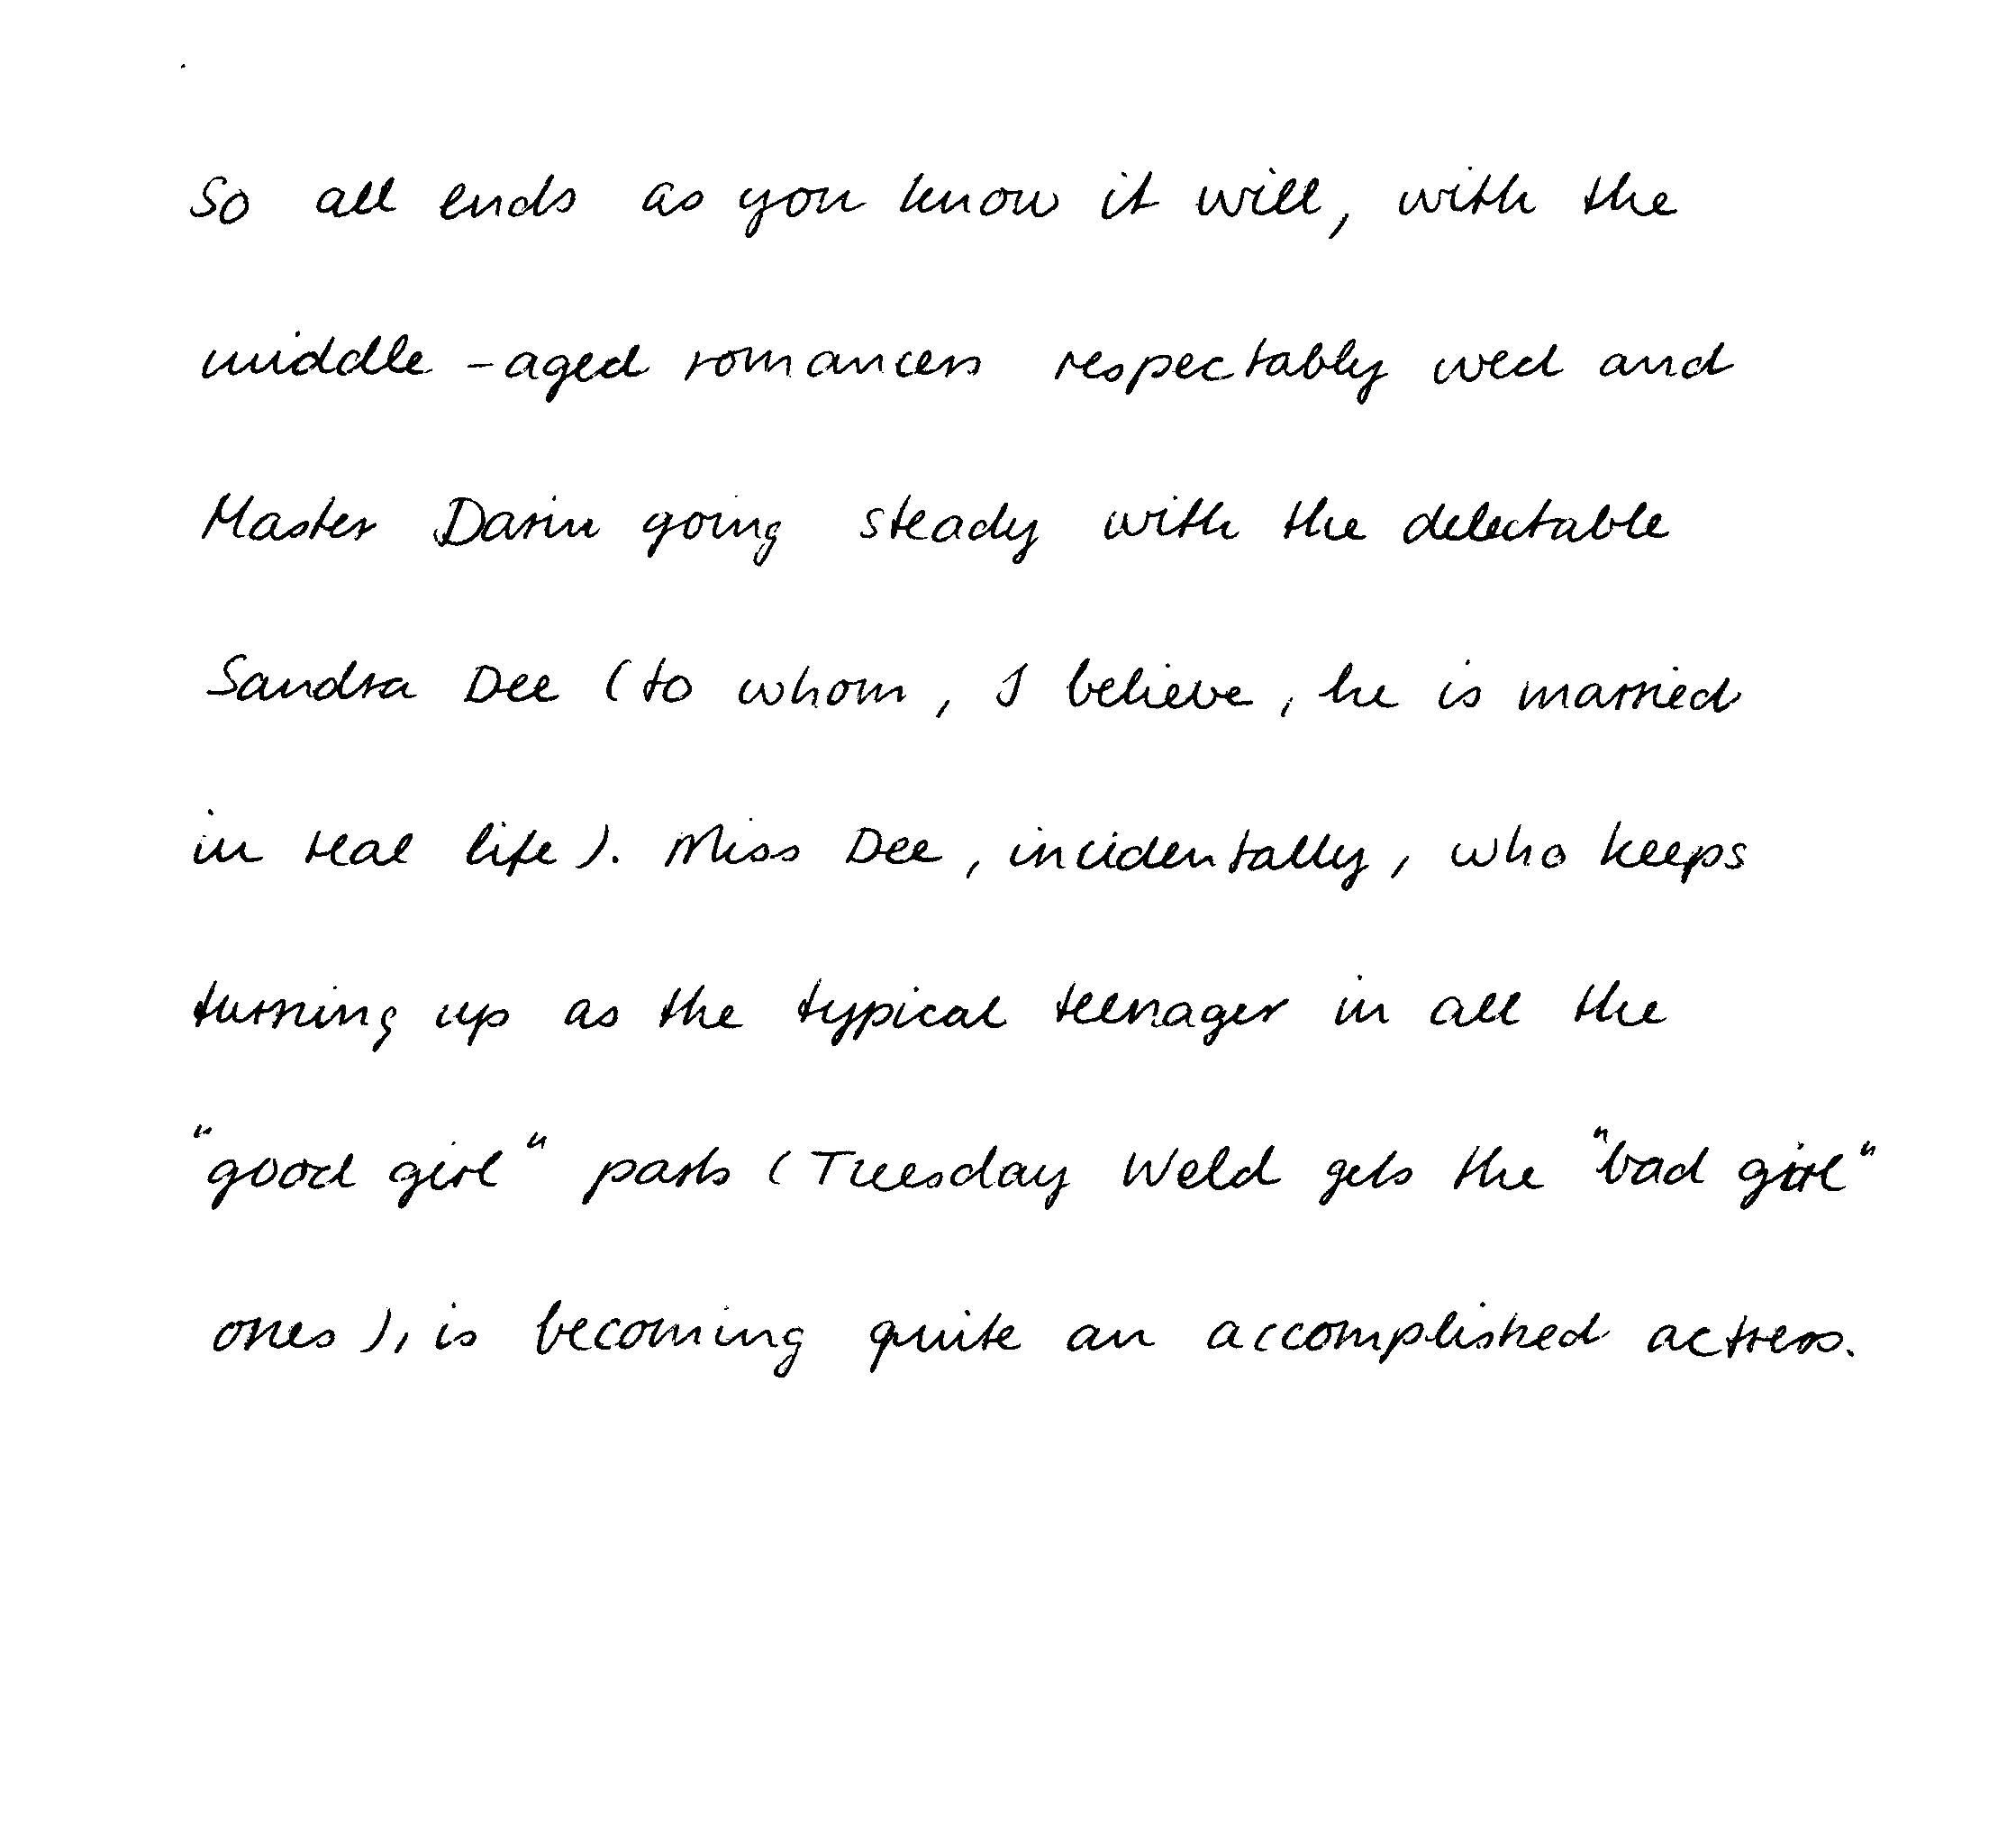 So all ends as you know it will, with the
middle-aged romancers respectably wed and
Master Darin going steady with the delectable
Sandra Dee (to whom, I believe, he is married
in real life). Miss Dee, incidentally, who keeps
turning up as the typical teenager in all the
"good girl" parts (Tuesday Weld gets the "bad girl"
ones), is becoming quite an accomplished actress.